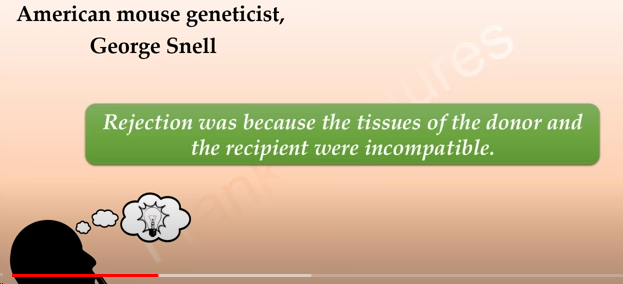 American mouse geneticist,
George Snell
Rejection was because the tissues of the donor and
the recipient were incompatible.